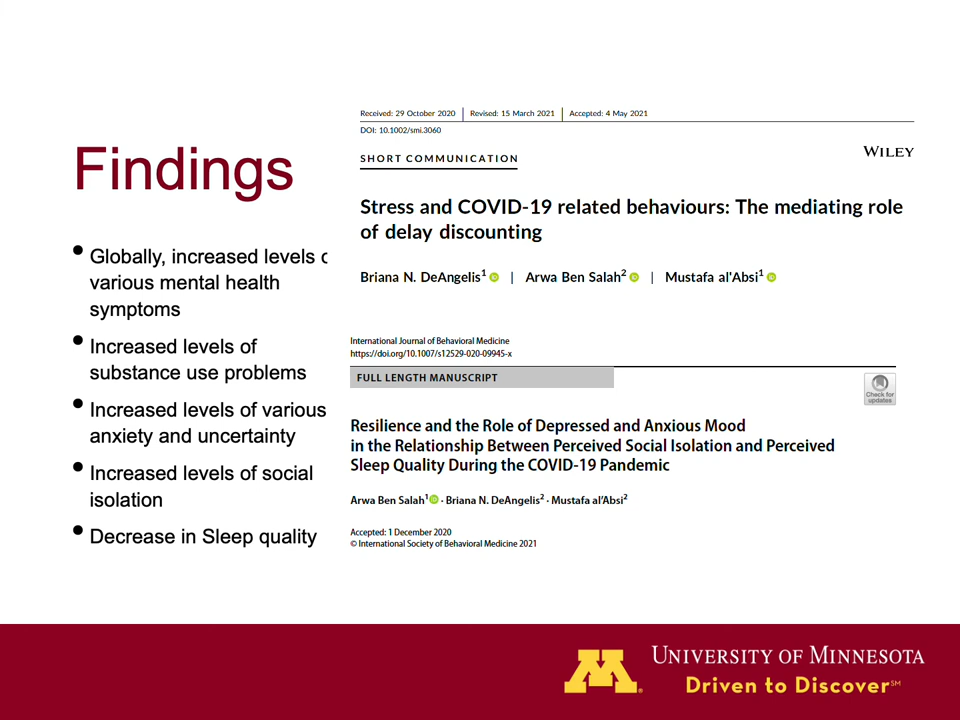 Findings
• Globally, increased levels
various mental health
symptoms
• Increased levels of
substance use problems
• Increased levels of various
anxiety and uncertainty
• Increased levels of social
isolation
• Decrease in Sleep quality
Received: 29 October 2020 | Revised: 15 March 2021 | Accepted: 4 May 2021
DOI: 10.1002/smi.3060
SHORT COMMUNICATION
WILEY
Stress and COVID-19 related behaviours: The mediating role
of delay discounting
Briana N. DeAngelis1 iD | Arwa Ben Salah2 iD | Mustafa al'Absi1 iD
International Journal of Behavioral Medicine
https://doi.org/10.1007/s12529-020-09945-x
FULL LENGTH MANUSCRIPT
Check for
updates
Resilience and the Role of Depressed and Anxious Mood
in the Relationship Between Perceived Social Isolation and Perceived
Sleep Quality During the COVID-19 Pandemic
Arwa Ben Salah1 iD · Briana N. DeAngelis2 · Mustafa al'Absi2
Accepted: 1 December 2020
© International Society of Behavioral Medicine 2021
M
UNIVERSITY OF MINNESOTA
Driven to Discover SM